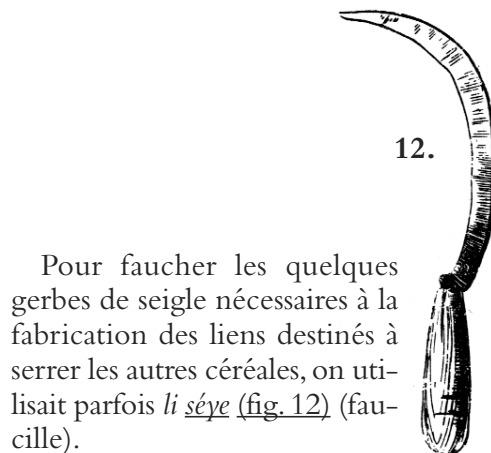 12.
Pour faucher les quelques
gerbes de seigle nécessaires à la
fabrication des liens destinés à
serrer les autres céréales, on uti-
lisait parfois li séye (fig. 12) (fau-
cille).